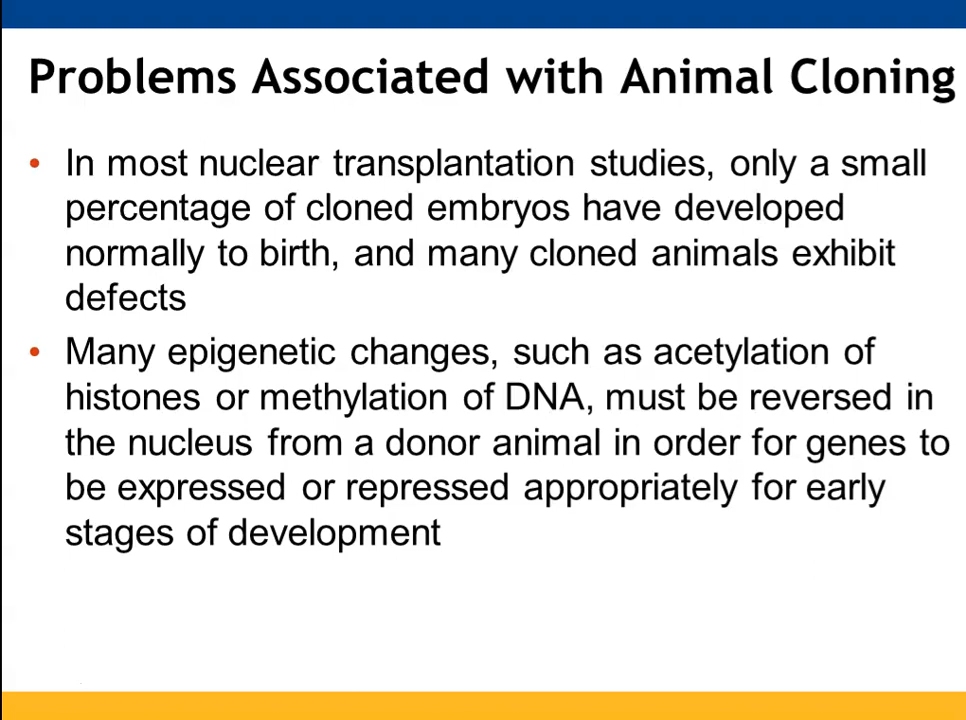 Problems Associated with Animal Cloning
• In most nuclear transplantation studies, only a small
percentage of cloned embryos have developed
normally to birth, and many cloned animals exhibit
defects
• Many epigenetic changes, such as acetylation of
histones or methylation of DNA, must be reversed in
the nucleus from a donor animal in order for genes to
be expressed or repressed appropriately for early
stages of development